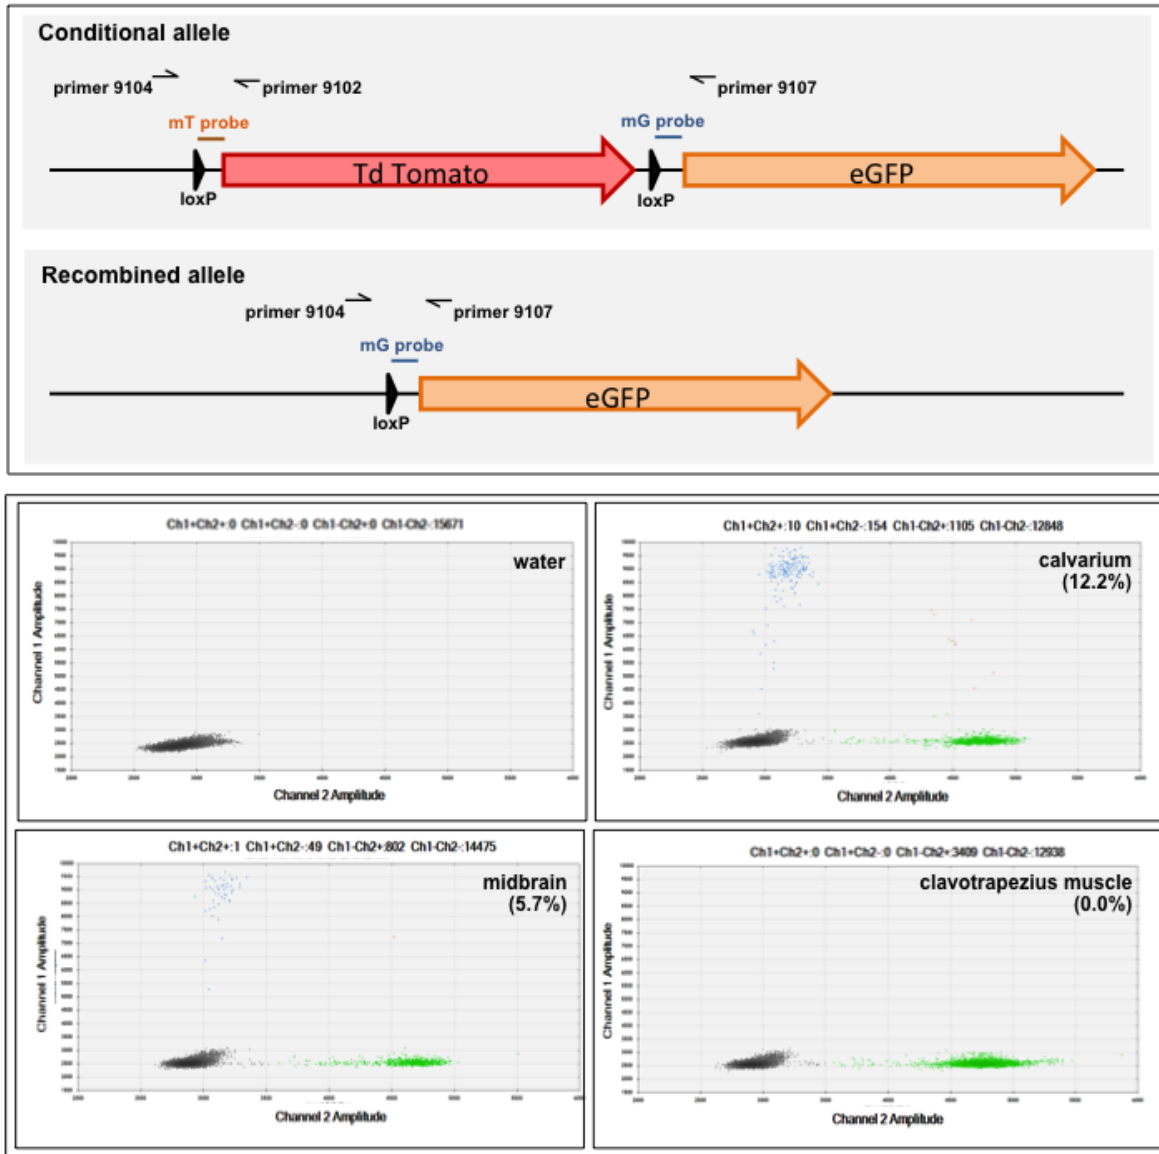 Conditional allele
primer 9104
primer 9102
primer 9107
mT probe
mG probe
Td Tomato
eGFP
loxP
loxP
Recombined allele
primer 9104
primer 9107
mG probe
eGFP
loxP
Ch1+Ch2+:0 Ch1+Ch2-:0 Ch1-Ch2+:0 Ch1-Ch2-:15671
water
Channel 1 Amplitude
Channel 2 Amplitude
Ch1+Ch2+:10 Ch1+Ch2-:154 Ch1-Ch2+:1105 Ch1-Ch2-:12848
calvarium
(12.2%)
Channel 1 Amplitude
Channel 2 Amplitude
Ch1+Ch2+:1 Ch1+Ch2-:49 Ch1-Ch2+:802 Ch1-Ch2-:14475
midbrain
(5.7%)
Channel 1 Amplitude
Channel 2 Amplitude
Ch1+Ch2+:0 Ch1+Ch2-:0 Ch1-Ch2+:3409 Ch1-Ch2-:12938
clavotrapezius muscle
(0.0%)
Channel 1 Amplitude
Channel 2 Amplitude